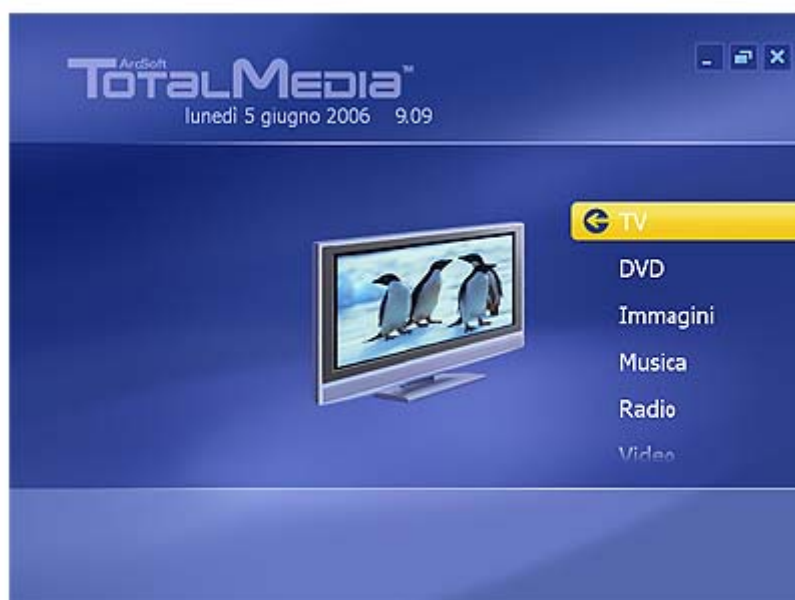 ArcSoft
TOTALMEDIA™
lunedì 5 giugno 2006 9.09
TV
DVD
Immagini
Musica
Radio
Video